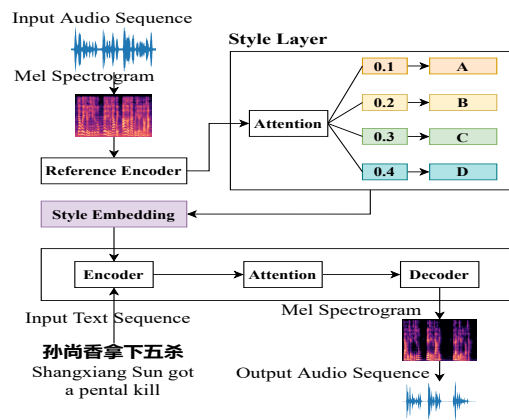 Input Audio Sequence
Mel Spectrogram
Reference Encoder
Style Layer
Attention
0.1 A
0.2 B
0.3 C
0.4 D
Style Embedding
Encoder Attention Decoder
Input Text Sequence
孙尚香拿下五杀
Shangxiang Sun got
a pental kill
Mel Spectrogram
Output Audio Sequence